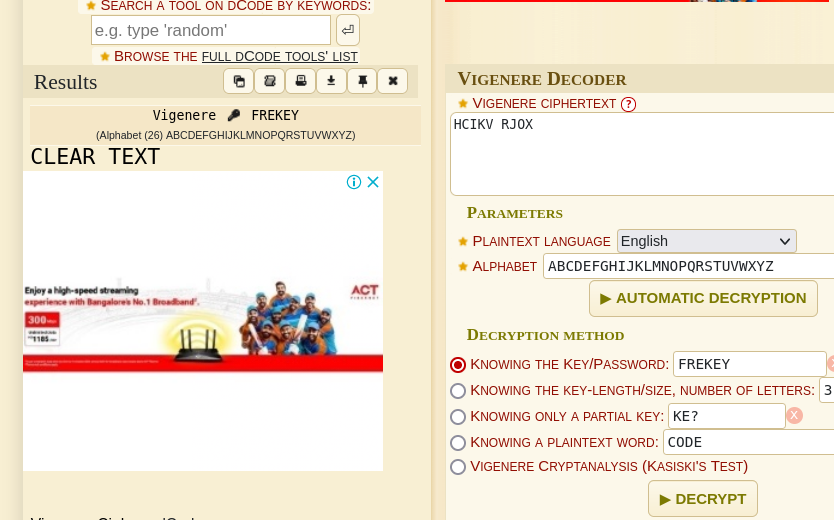 Search a tool on dCode by keywords:
e.g. type 'random'
Browse the full dCode tools' list
Results
Vigenere FREKEY
(Alphabet (26) ABCDEFGHIJKLMNOPQRSTUVWXYZ)
CLEAR TEXT
Enjoy a high-speed streaming
experience with Bangalore's No.1 Broadband*.
ACT
FIBERNET
300
Vigenere Decoder
Vigenere ciphertext ?
HCIKV RJOX
Parameters
Plaintext language English
Alphabet ABCDEFGHIJKLMNOPQRSTUVWXYZ
▶ AUTOMATIC DECRYPTION
Decryption method
Knowing the Key/Password: FREKEY
Knowing the key-length/size, number of letters: 3
Knowing only a partial key: KE? X
Knowing a plaintext word: CODE
Vigenere Cryptanalysis (Kasiski's Test)
▶ DECRYPT